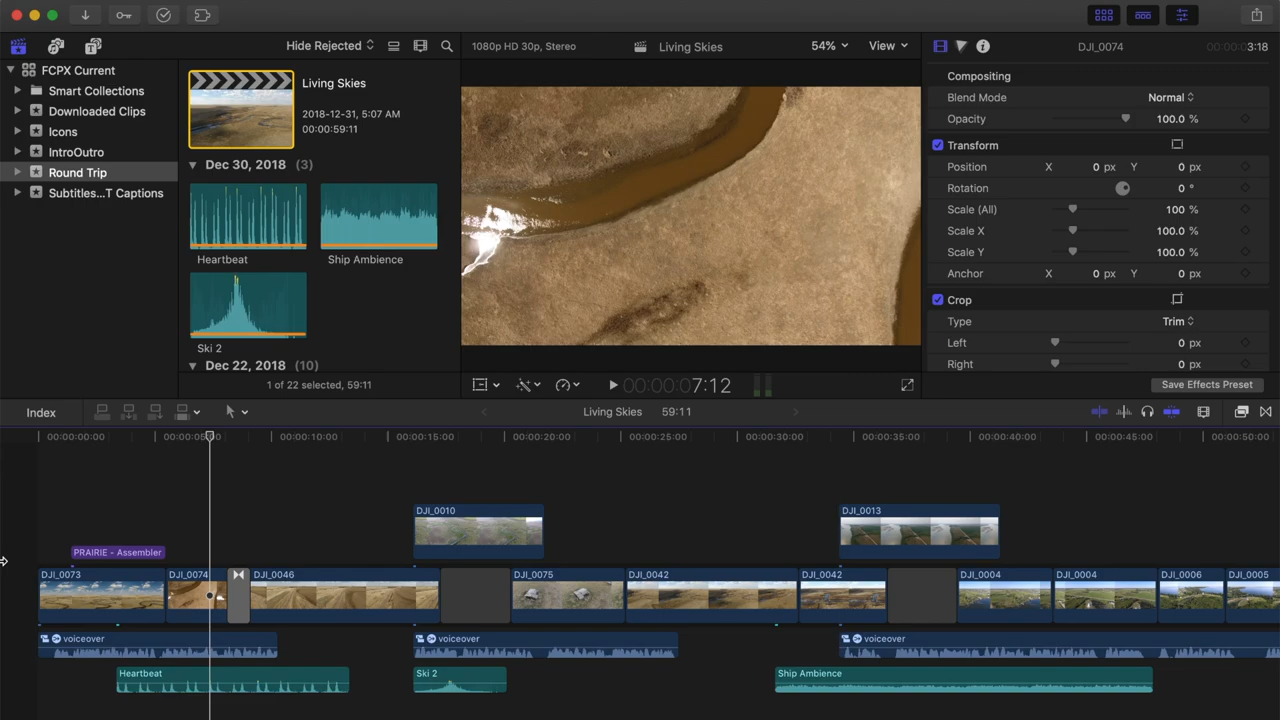 Hide Rejected
1080p HD 30p, Stereo
Living Skies
54%
View
DJI_0074
00:00:03:18
FCPX Current
Smart Collections
Downloaded Clips
Icons
IntroOutro
Round Trip
Subtitles...T Captions
Living Skies
2018-12-31, 5:07 AM
00:00:59:11
Dec 30, 2018 (3)
Heartbeat
Ship Ambience
Ski 2
Dec 22, 2018 (10)
1 of 22 selected, 59:11
00:00:00:07:12
Compositing
Blend Mode Normal
Opacity 100.0 %
Transform
Position X 0 px Y 0 px
Rotation 0 °
Scale (All) 100 %
Scale X 100.0 %
Scale Y 100.0 %
Anchor X 0 px Y 0 px
Crop
Type Trim
Left 0 px
Right 0 px
Save Effects Preset
Index
Living Skies 59:11
00:00:00:00 00:00:05:00 00:00:10:00 00:00:15:00 00:00:20:00 00:00:25:00 00:00:30:00 00:00:35:00 00:00:40:00 00:00:45:00 00:00:50:00
DJI_0010 DJI_0013
PRAIRIE - Assembler
DJI_0073 DJI_0074 DJI_0046 DJI_0075 DJI_0042 DJI_0042 DJI_0004 DJI_0004 DJI_0006 DJI_0005
voiceover voiceover voiceover
Heartbeat Ski 2 Ship Ambience